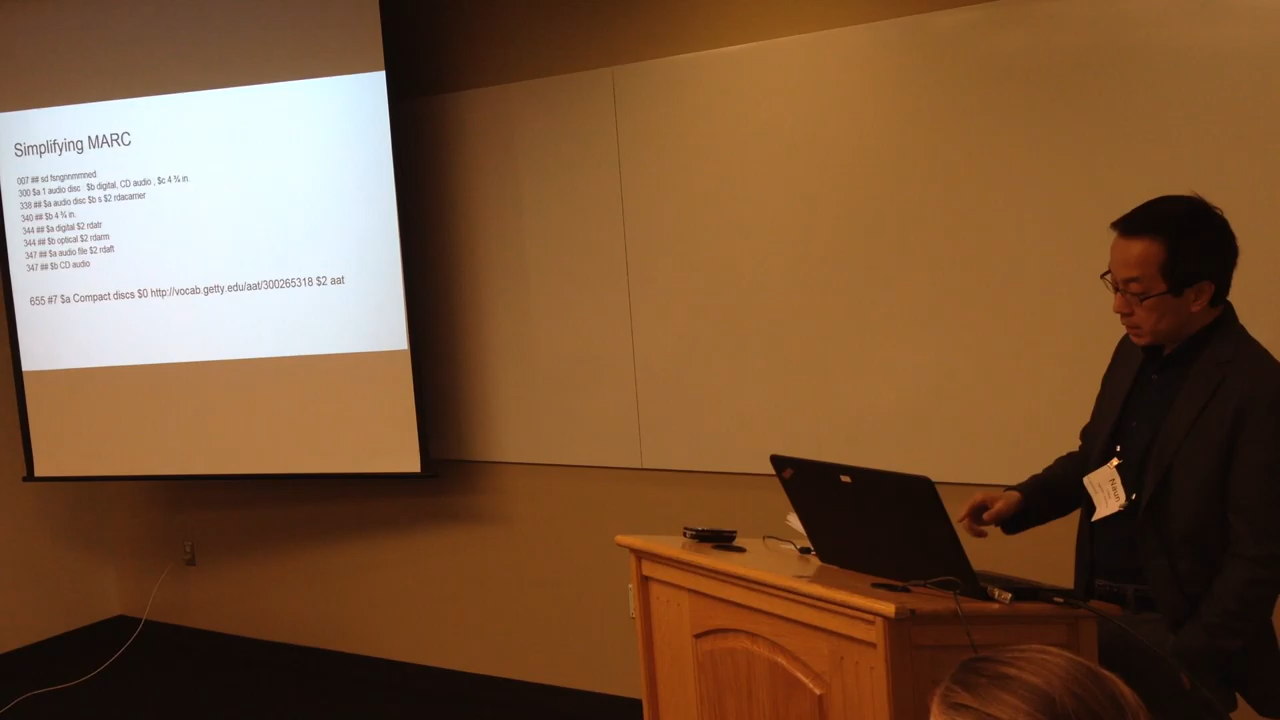 Simplifying MARC
007 ## sd fsngnnmmned
300 $a 1 audio disc : $b digital, CD audio ; $c 4 ¾ in.
338 ## $a audio disc $b s $2 rdacarrier
340 ## $b 4 ¾ in.
344 ## $a digital $2 rdatr
344 ## $b optical $2 rdarm
347 ## $a audio file $2 rdaft
347 ## $b CD audio
655 #7 $a Compact discs $0 http://vocab.getty.edu/aat/300265318 $2 aat
Naun